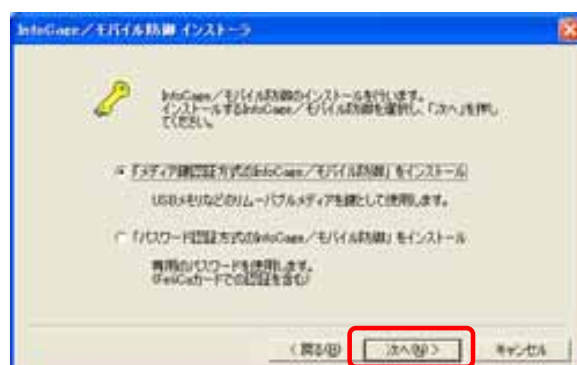 InfoCage／モバイル防御 インストーラ
InfoCage／モバイル防御のインストールを行います。
インストールするInfoCage／モバイル防御を選択し、「次へ」を押し
てください。
「メディア鍵認証方式のInfoCage／モバイル防御」をインストール
USBメモリなどのリムーバブルメディアを鍵として使用します。
「パスワード認証方式のInfoCage／モバイル防御」をインストール
専用のパスワードを使用します。
(FeliCaカードでの認証を含む)
< 戻る(B)
次へ(N) >
キャンセル